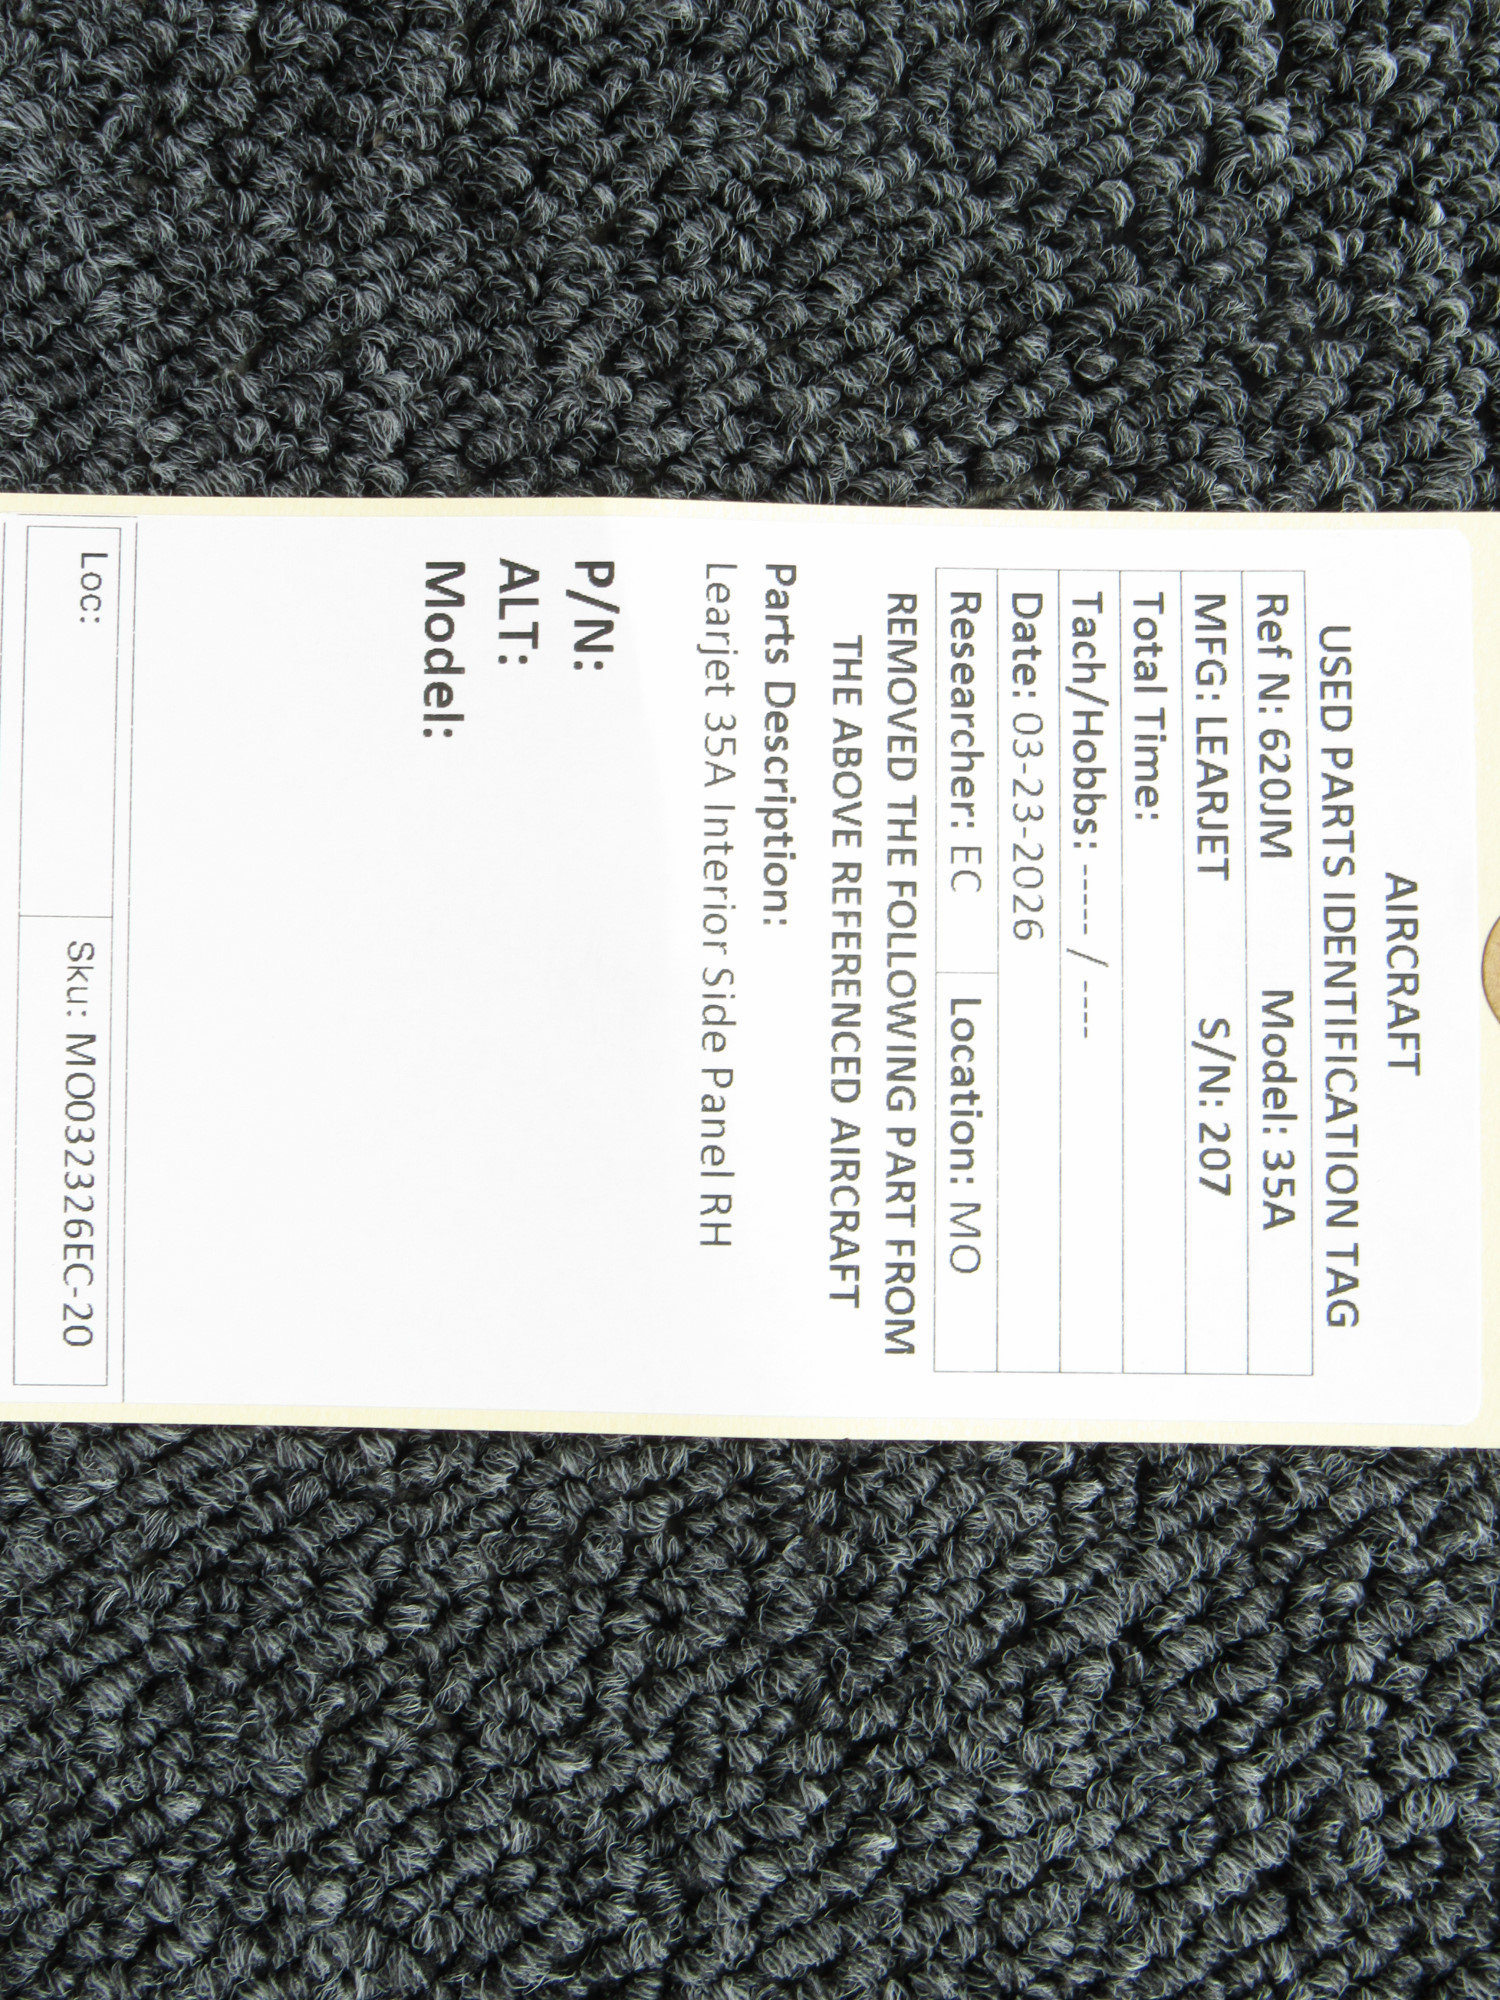 AIRCRAFT
USED PARTS IDENTIFICATION TAG
Ref N: 620JM Model: 35A
MFG: LEARJET S/N: 207
Total Time:
Tach/Hobbs: ----- / ----
Date: 03-23-2026
Researcher: EC Location: MO
REMOVED THE FOLLOWING PART FROM
THE ABOVE REFERENCED AIRCRAFT
Parts Description:
Learjet 35A Interior Side Panel RH
P/N:
ALT:
Model:
Loc: Sku: MO032326EC-20